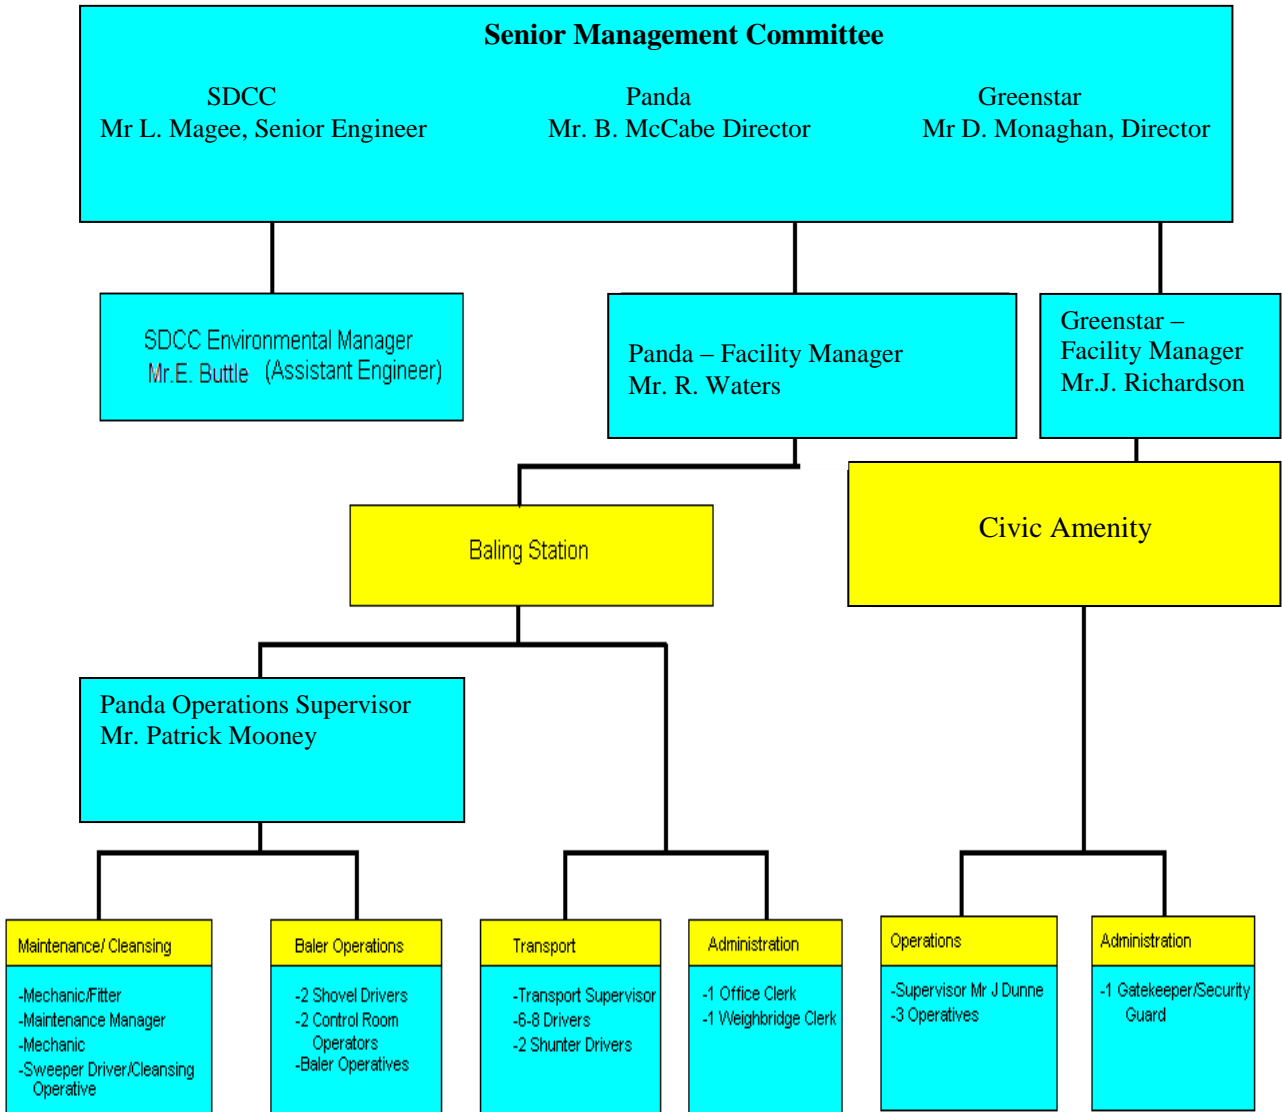 Senior Management Committee
SDCC
Mr L. Magee, Senior Engineer
Panda
Mr. B. McCabe Director
Greenstar
Mr D. Monaghan, Director
SDCC Environmental Manager
Mr.E. Buttle (Assistant Engineer)
Panda – Facility Manager
Mr. R. Waters
Greenstar –
Facility Manager
Mr.J. Richardson
Baling Station
Civic Amenity
Panda Operations Supervisor
Mr. Patrick Mooney
Maintenance/ Cleansing
-Mechanic/Fitter
-Maintenance Manager
-Mechanic
-Sweeper Driver/Cleansing
Operative
Baler Operations
-2 Shovel Drivers
-2 Control Room
Operators
-Baler Operatives
Transport
-Transport Supervisor
-6-8 Drivers
-2 Shunter Drivers
Administration
-1 Office Clerk
-1 Weighbridge Clerk
Operations
-Supervisor Mr J Dunne
-3 Operatives
Administration
-1 Gatekeeper/Security
Guard